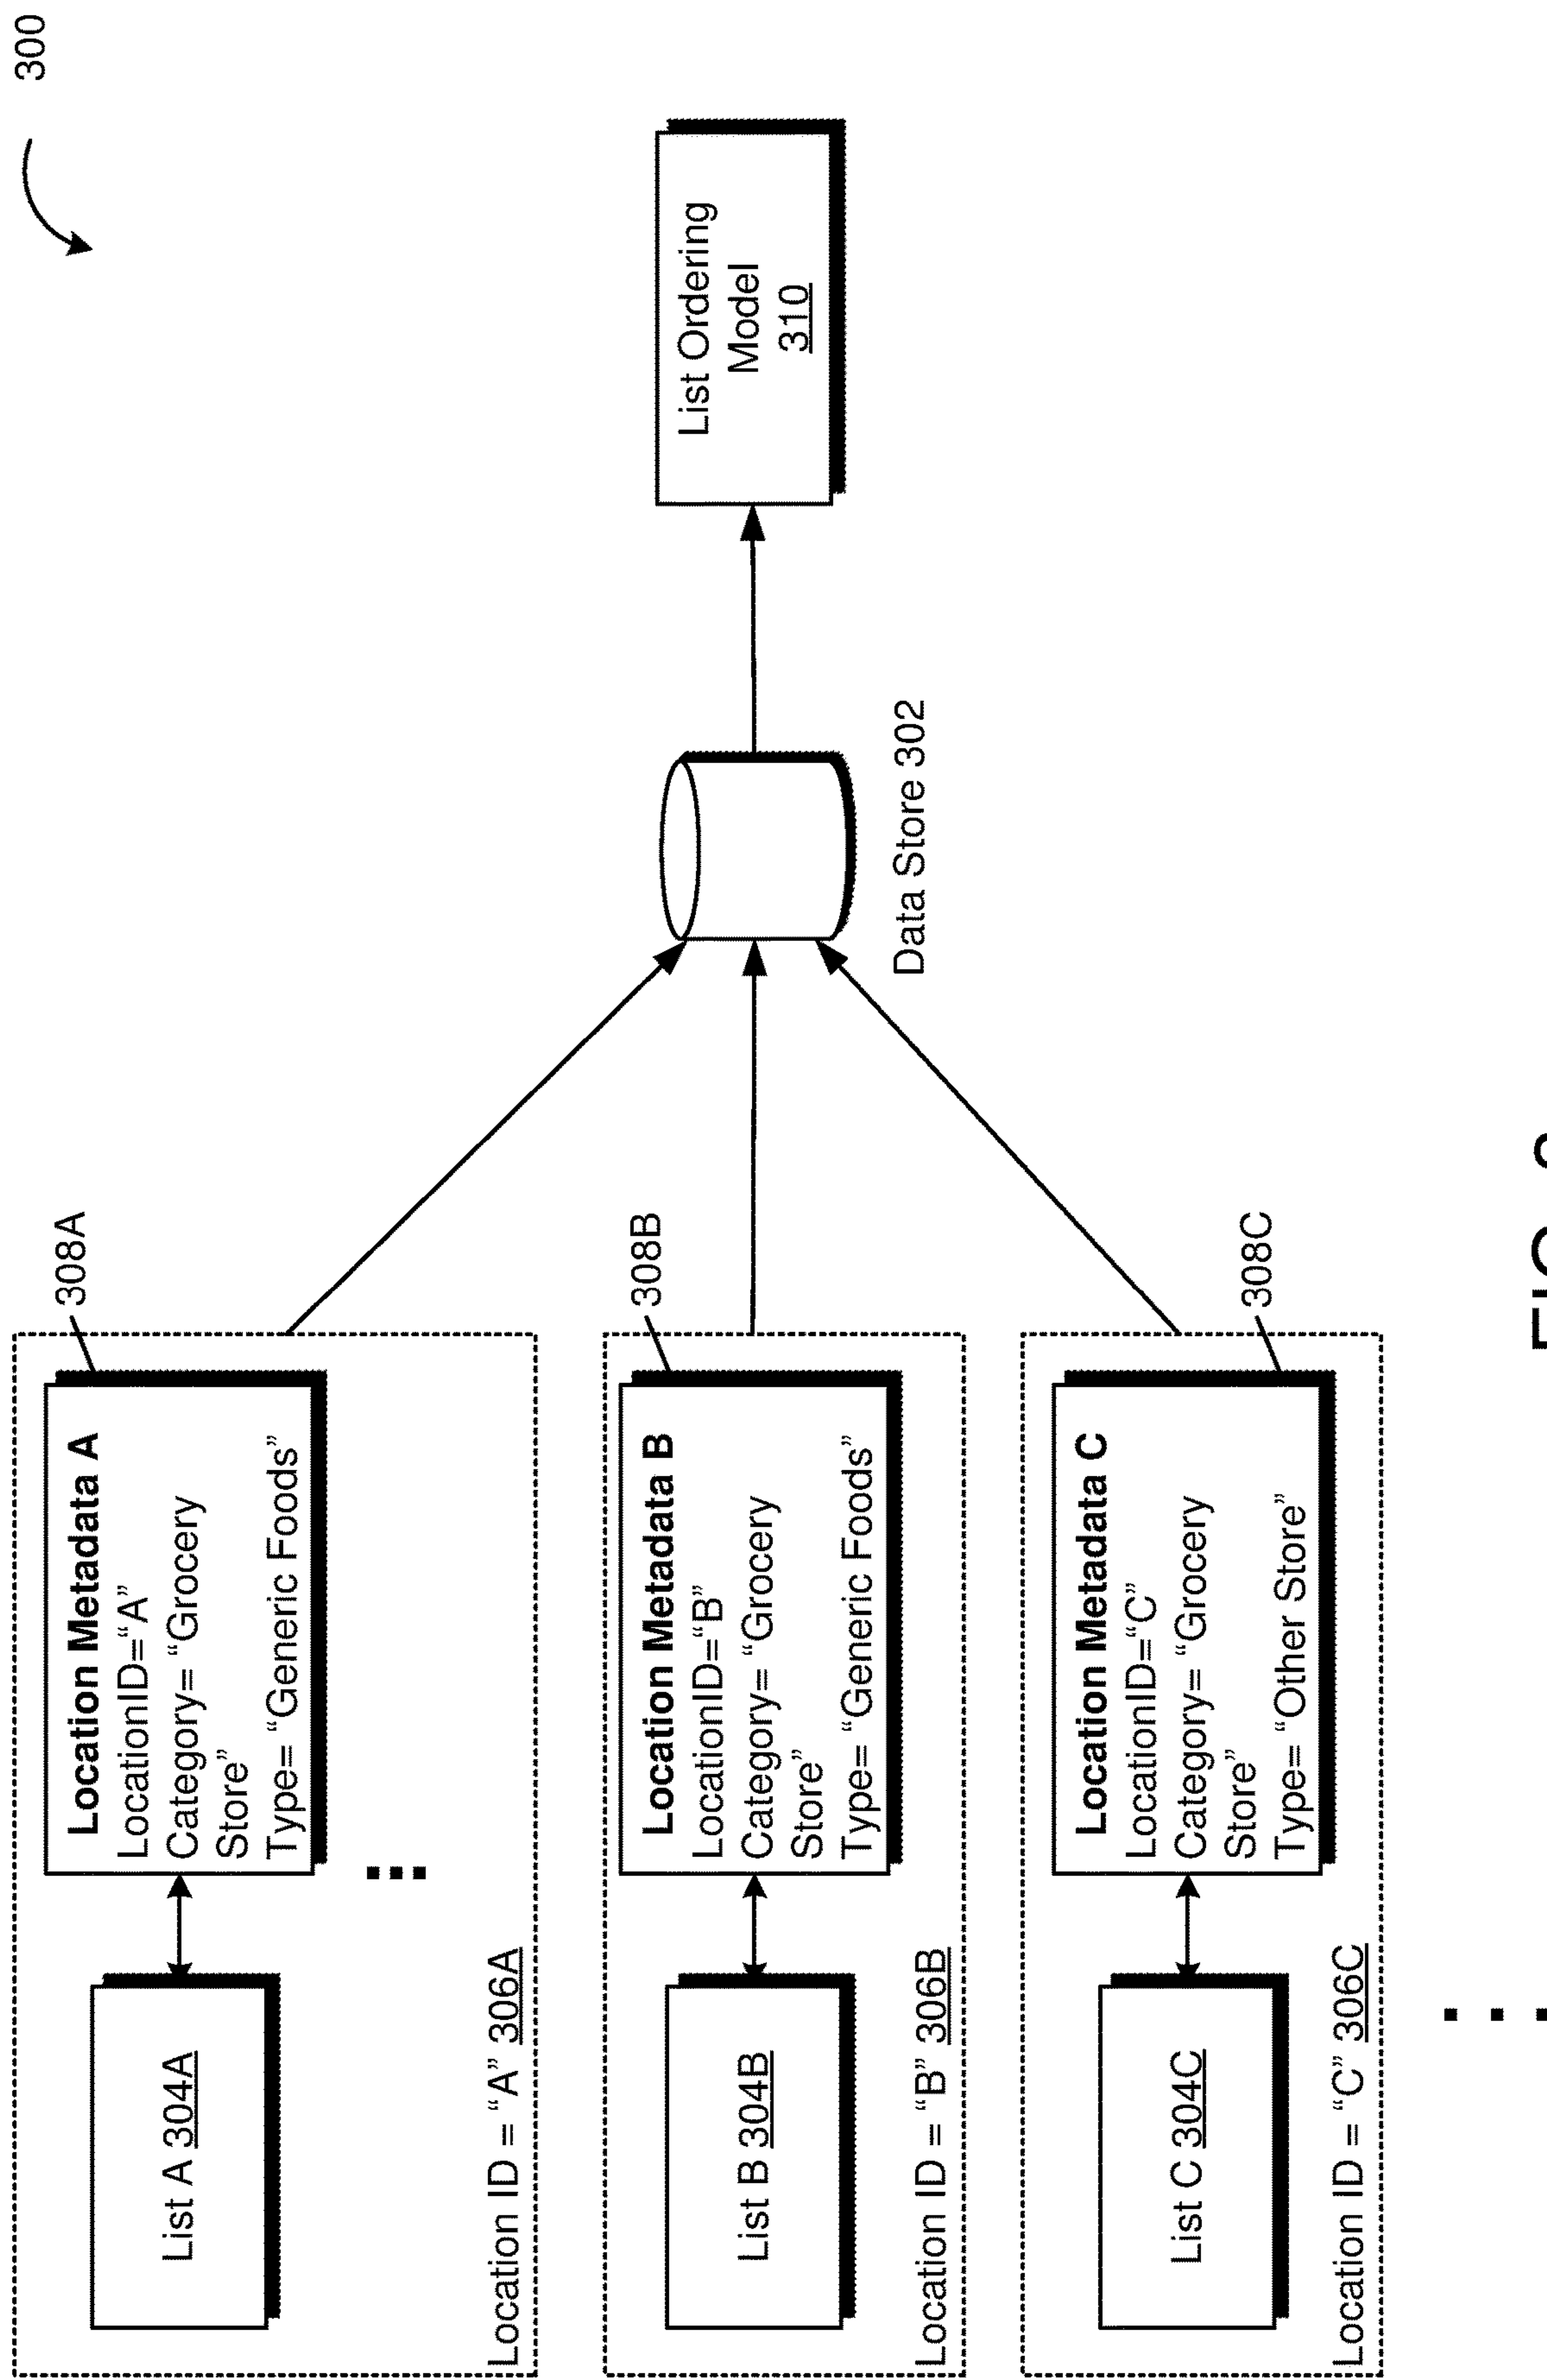 300
308A
Location Metadata A
LocationID=“A”
Category= “Grocery
Store”
Type= “Generic Foods”
List A 304A
Location ID = “A” 306A
308B
Location Metadata B
LocationID=“B”
Category= “Grocery
Store”
Type= “Generic Foods”
List B 304B
Location ID = “B” 306B
308C
Location Metadata C
LocationID=“C”
Category= “Grocery
Store”
Type= “Other Store”
List C 304C
Location ID = “C” 306C
Data Store 302
List Ordering
Model
310